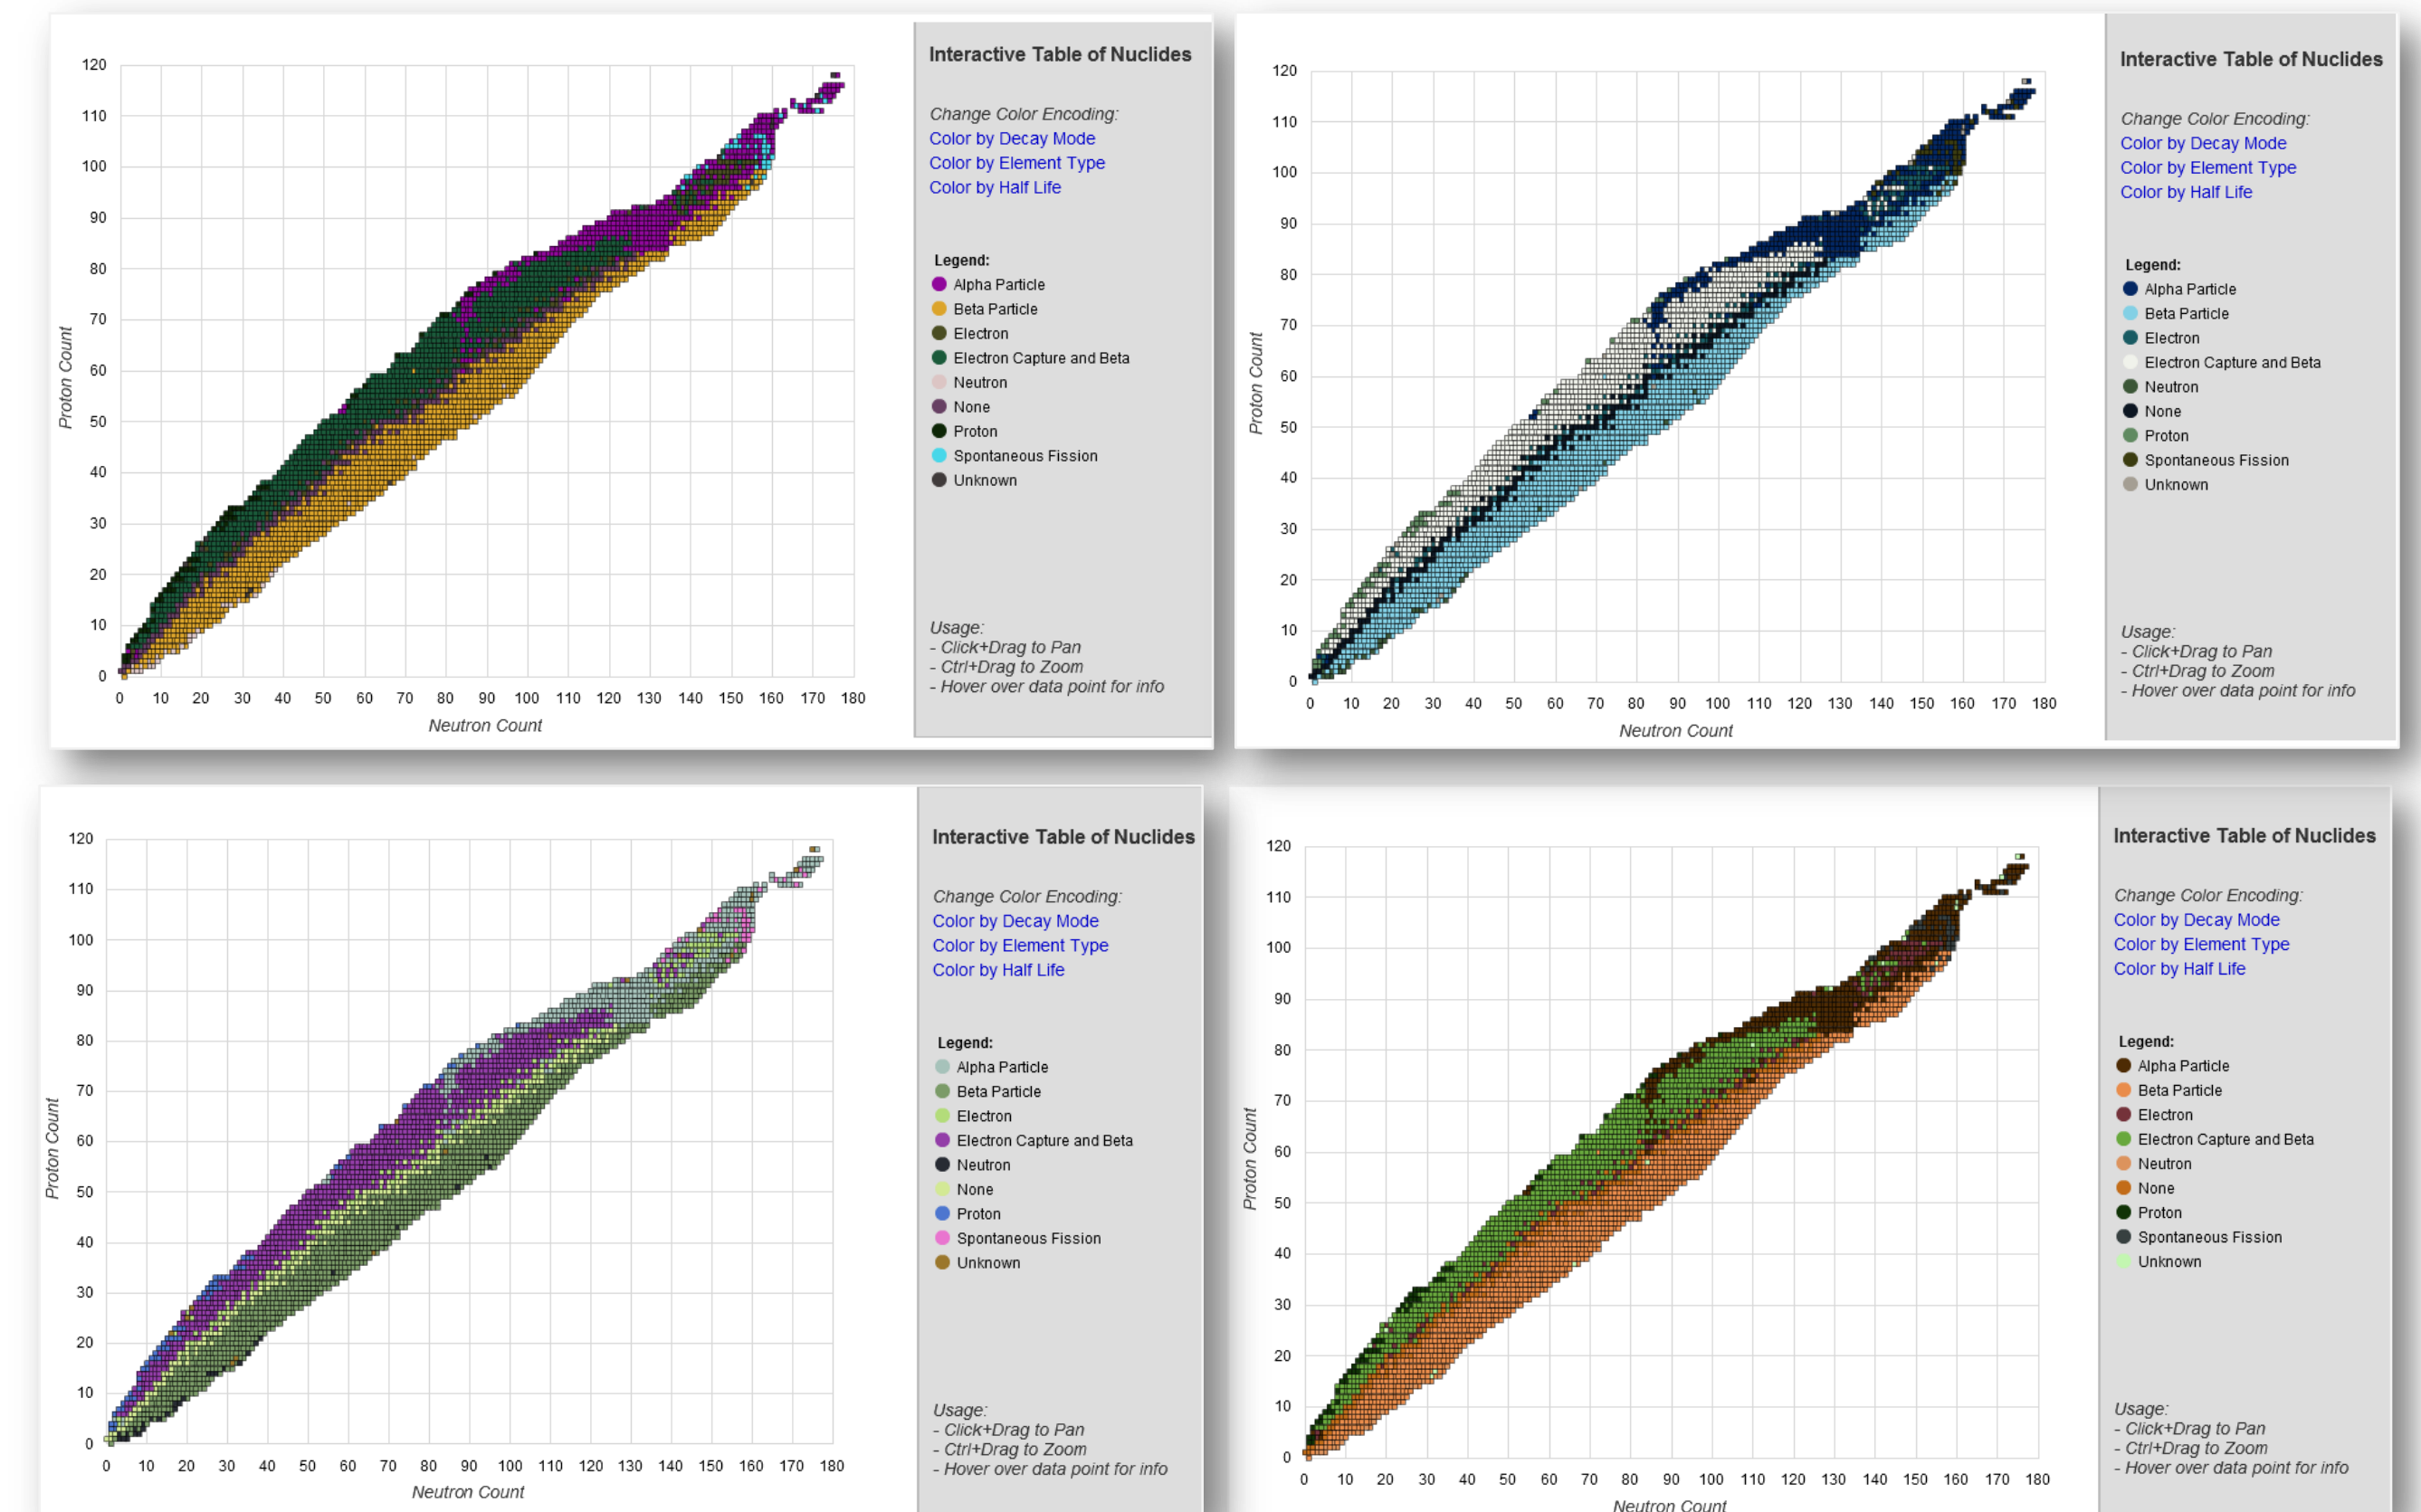 Interactive Table of Nuclides
Change Color Encoding:
Color by Decay Mode
Color by Element Type
Color by Half Life
Legend:
Alpha Particle
Beta Particle
Electron
Electron Capture and Beta
Neutron
None
Proton
Spontaneous Fission
Unknown
Usage:
- Click+Drag to Pan
- Ctrl+Drag to Zoom
- Hover over data point for info
120
110
100
90
80
70
60
50
40
30
20
10
0
Proton Count
0 10 20 30 40 50 60 70 80 90 100 110 120 130 140 150 160 170 180
Neutron Count
Interactive Table of Nuclides
Change Color Encoding:
Color by Decay Mode
Color by Element Type
Color by Half Life
Legend:
Alpha Particle
Beta Particle
Electron
Electron Capture and Beta
Neutron
None
Proton
Spontaneous Fission
Unknown
Usage:
- Click+Drag to Pan
- Ctrl+Drag to Zoom
- Hover over data point for info
120
110
100
90
80
70
60
50
40
30
20
10
0
Proton Count
0 10 20 30 40 50 60 70 80 90 100 110 120 130 140 150 160 170 180
Neutron Count
Interactive Table of Nuclides
Change Color Encoding:
Color by Decay Mode
Color by Element Type
Color by Half Life
Legend:
Alpha Particle
Beta Particle
Electron
Electron Capture and Beta
Neutron
None
Proton
Spontaneous Fission
Unknown
Usage:
- Click+Drag to Pan
- Ctrl+Drag to Zoom
- Hover over data point for info
120
110
100
90
80
70
60
50
40
30
20
10
0
Proton Count
0 10 20 30 40 50 60 70 80 90 100 110 120 130 140 150 160 170 180
Neutron Count
Interactive Table of Nuclides
Change Color Encoding:
Color by Decay Mode
Color by Element Type
Color by Half Life
Legend:
Alpha Particle
Beta Particle
Electron
Electron Capture and Beta
Neutron
None
Proton
Spontaneous Fission
Unknown
Usage:
- Click+Drag to Pan
- Ctrl+Drag to Zoom
- Hover over data point for info
120
110
100
90
80
70
60
50
40
30
20
10
0
Proton Count
0 10 20 30 40 50 60 70 80 90 100 110 120 130 140 150 160 170 180
Neutron Count